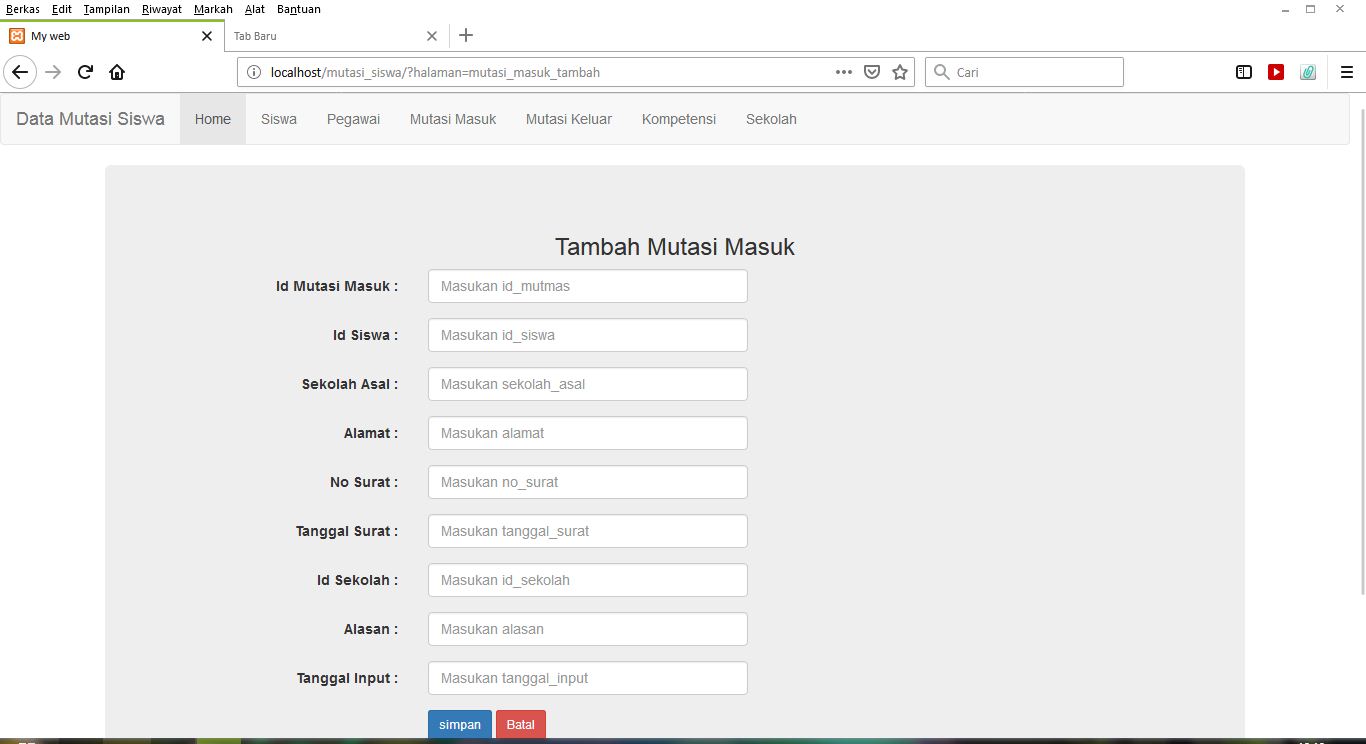 Berkas Edit Tampilan Riwayat Markah Alat Bantuan
My web Tab Baru
localhost/mutasi_siswa/?halaman=mutasi_masuk_tambah Cari
Data Mutasi Siswa Home Siswa Pegawai Mutasi Masuk Mutasi Keluar Kompetensi Sekolah
Tambah Mutasi Masuk
Id Mutasi Masuk : Masukan id_mutmas
Id Siswa : Masukan id_siswa
Sekolah Asal : Masukan sekolah_asal
Alamat : Masukan alamat
No Surat : Masukan no_surat
Tanggal Surat : Masukan tanggal_surat
Id Sekolah : Masukan id_sekolah
Alasan : Masukan alasan
Tanggal Input : Masukan tanggal_input
simpan Batal